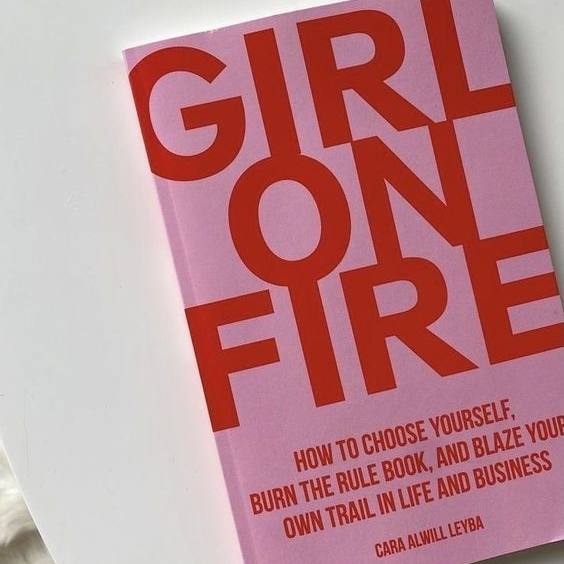 GIRL
ON
FIRE
HOW TO CHOOSE YOURSELF,
BURN THE RULE BOOK, AND BLAZE YOUR
OWN TRAIL IN LIFE AND BUSINESS
CARA ALWILL LEYBA